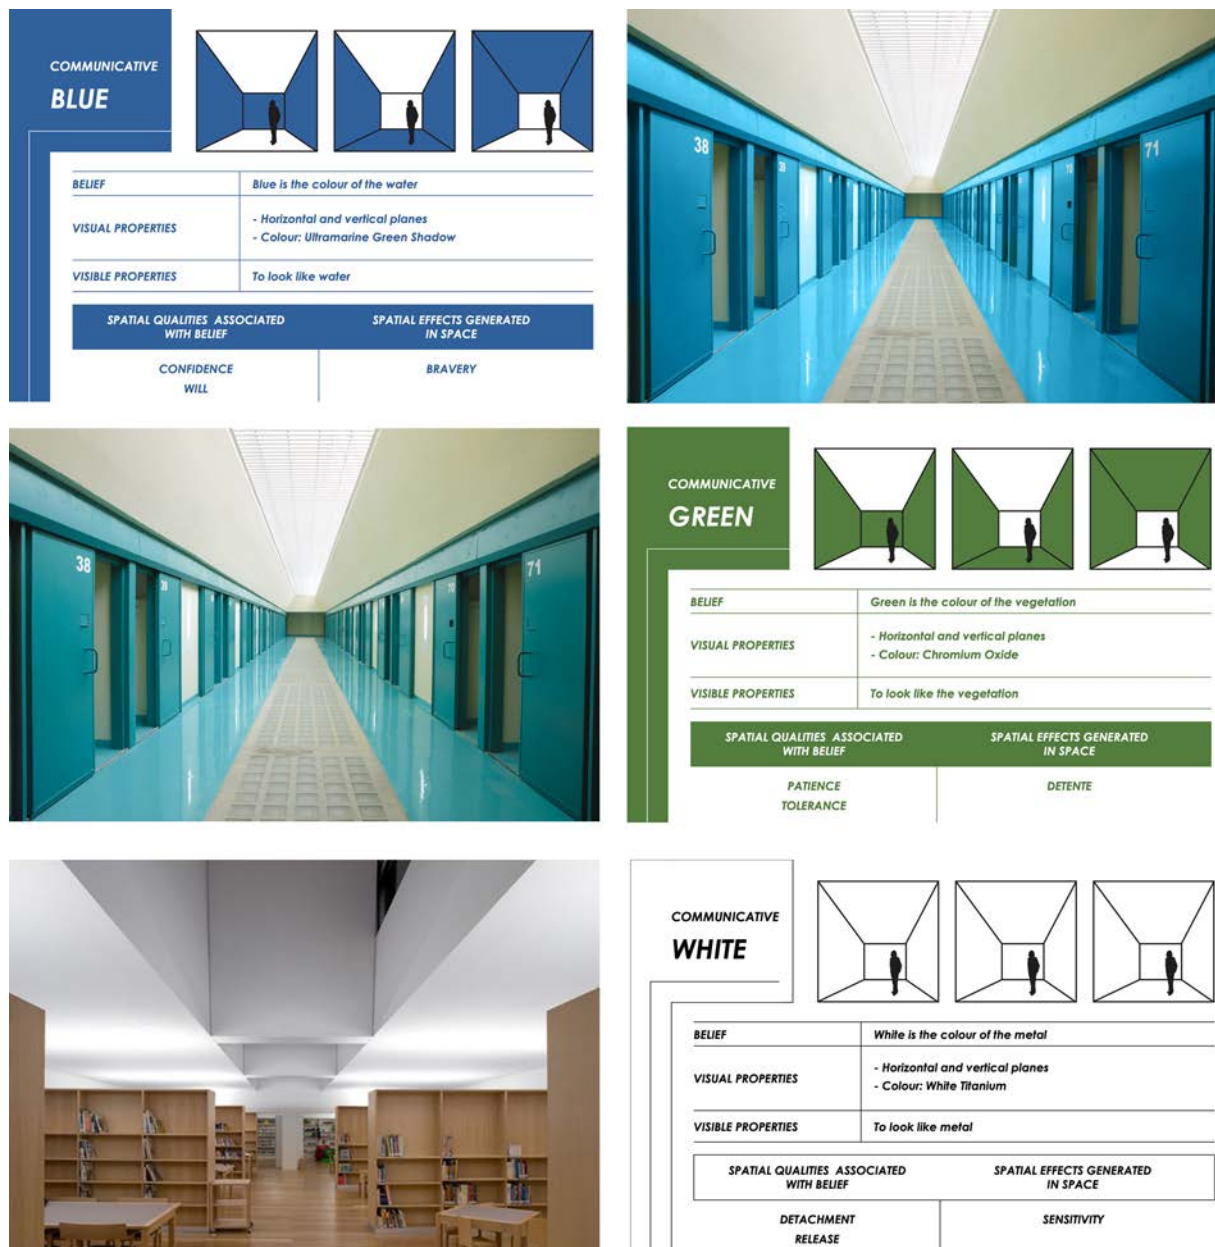 COMMUNICATIVE
BLUE
BELIEF Blue is the colour of the water
VISUAL PROPERTIES - Horizontal and vertical planes
- Colour: Ultramarine Green Shadow
VISIBLE PROPERTIES To look like water
SPATIAL QUALITIES ASSOCIATED WITH BELIEF
SPATIAL EFFECTS GENERATED IN SPACE
CONFIDENCE
WILL
BRAVERY
38
71
38
71
COMMUNICATIVE
GREEN
BELIEF Green is the colour of the vegetation
VISUAL PROPERTIES - Horizontal and vertical planes
- Colour: Chromium Oxide
VISIBLE PROPERTIES To look like the vegetation
SPATIAL QUALITIES ASSOCIATED WITH BELIEF
SPATIAL EFFECTS GENERATED IN SPACE
PATIENCE
TOLERANCE
DETENTE
COMMUNICATIVE
WHITE
BELIEF White is the colour of the metal
VISUAL PROPERTIES - Horizontal and vertical planes
- Colour: White Titanium
VISIBLE PROPERTIES To look like metal
SPATIAL QUALITIES ASSOCIATED WITH BELIEF
SPATIAL EFFECTS GENERATED IN SPACE
DETACHMENT
RELEASE
SENSITIVITY